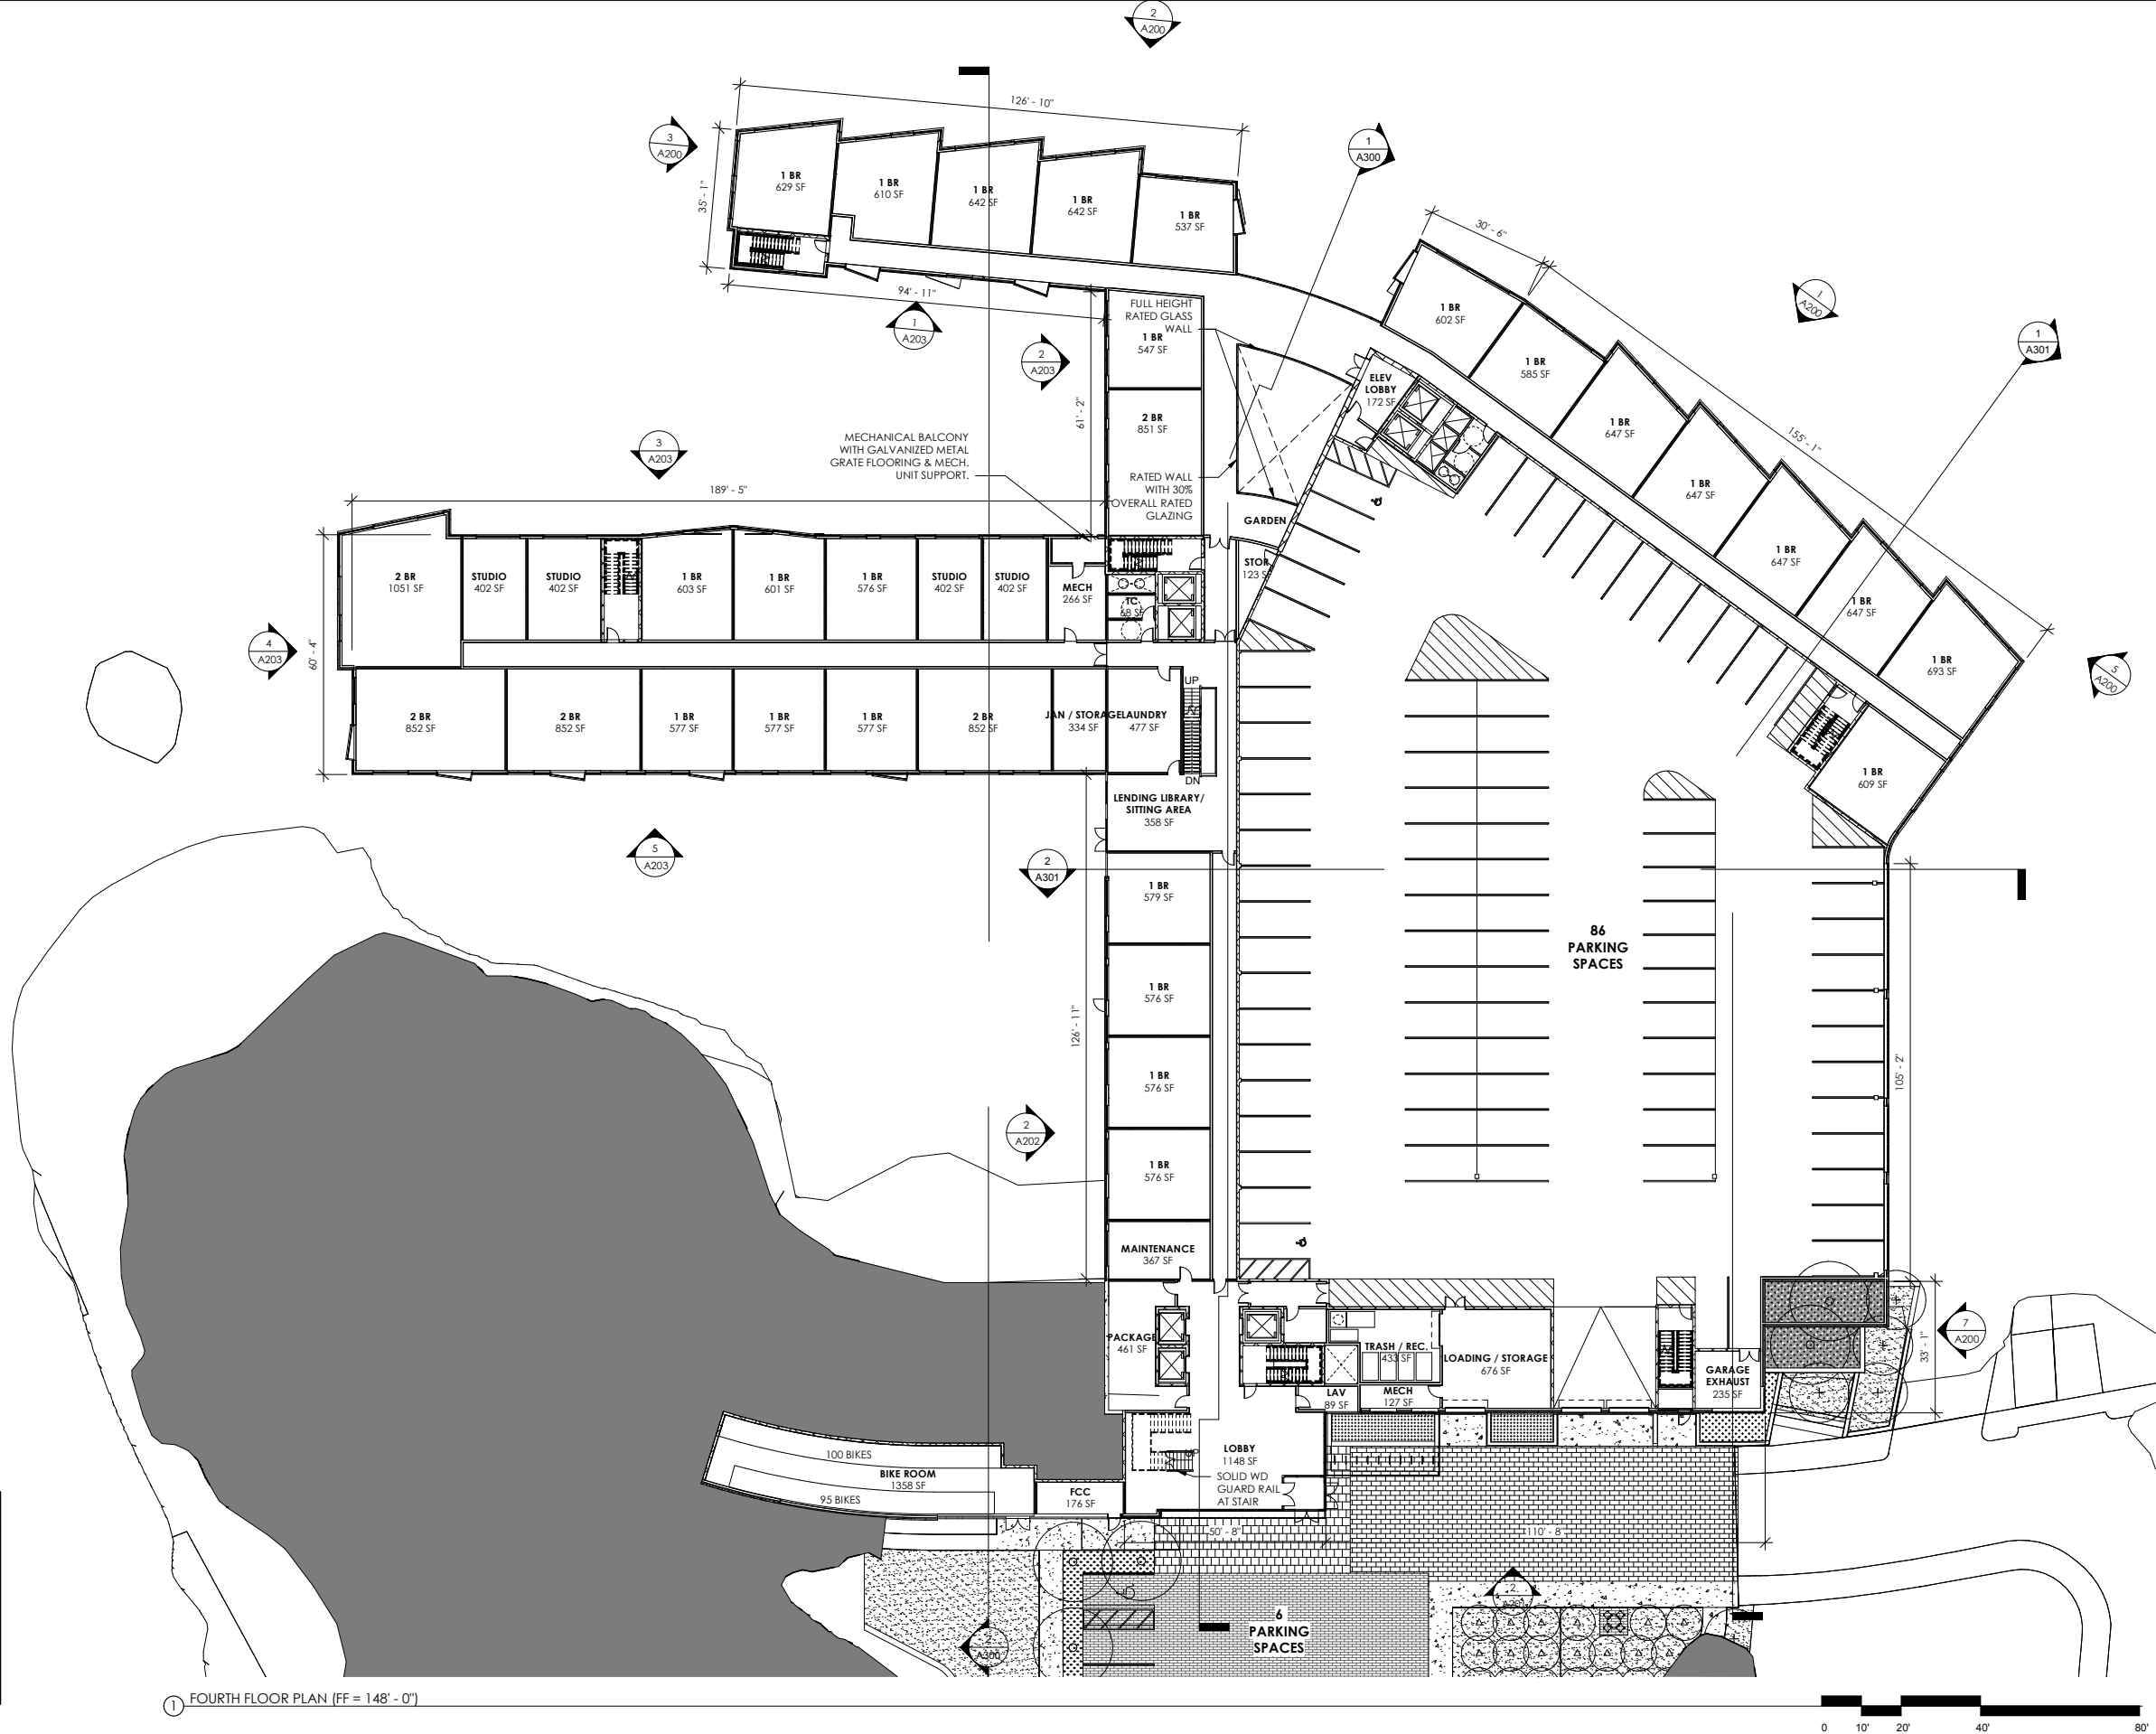 2
A200
126' - 10"
3
A200
1
A300
35' - 1"
1 BR
629 SF
1 BR
610 SF
1 BR
642 SF
1 BR
642 SF
1 BR
537 SF
30' - 6"
94' - 11"
1
A203
2
A203
FULL HEIGHT
RATED GLASS
WALL
1 BR
547 SF
1 BR
602 SF
1
A200
1
A301
1 BR
585 SF
ELEV
LOBBY
172 SF
61' - 2"
2 BR
851 SF
1 BR
647 SF
155' - 1"
3
A203
MECHANICAL BALCONY
WITH GALVANIZED METAL
GRATE FLOORING & MECH.
UNIT SUPPORT.
RATED WALL
WITH 30%
OVERALL RATED
GLAZING
1 BR
647 SF
189' - 5"
GARDEN
1 BR
647 SF
STOR
123 SF
2 BR
1051 SF
STUDIO
402 SF
STUDIO
402 SF
1 BR
603 SF
1 BR
601 SF
1 BR
576 SF
STUDIO
402 SF
STUDIO
402 SF
MECH
266 SF
TC
68 SF
1 BR
647 SF
4
A203
60' - 4"
1 BR
693 SF
5
A200
UP
2 BR
852 SF
2 BR
852 SF
1 BR
577 SF
1 BR
577 SF
1 BR
577 SF
2 BR
852 SF
JAN / STORAGE
334 SF
LAUNDRY
477 SF
DN
1 BR
609 SF
LENDING LIBRARY/
SITTING AREA
358 SF
5
A203
2
A301
1 BR
579 SF
86
PARKING
SPACES
1 BR
576 SF
126' - 11"
105' - 2"
1 BR
576 SF
2
A202
1 BR
576 SF
MAINTENANCE
367 SF
PACKAGE
461 SF
TRASH / REC.
433 SF
LOADING / STORAGE
676 SF
GARAGE
EXHAUST
235 SF
33' - 1"
7
A200
LAV
89 SF
MECH
127 SF
100 BIKES
BIKE ROOM
1358 SF
95 BIKES
FCC
176 SF
UP
LOBBY
1148 SF
SOLID WD
GUARD RAIL
AT STAIR
50' - 8"
110' - 8"
2
6
PARKING
SPACES
2
A300
1
FOURTH FLOOR PLAN (FF = 148' - 0")
0 10' 20' 40' 80'